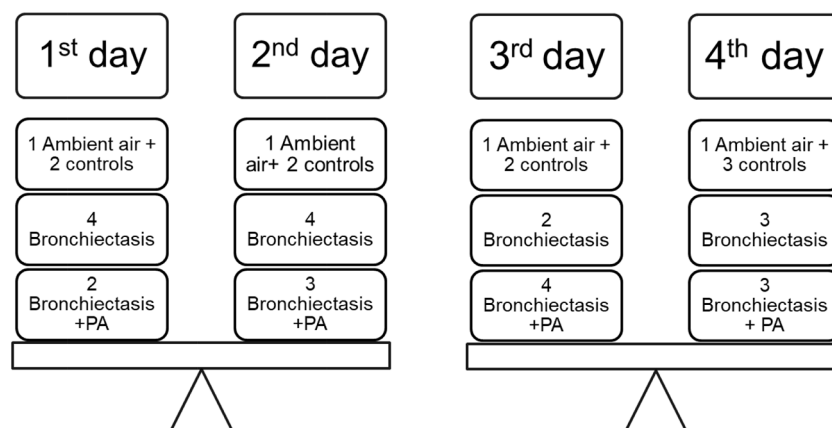 1st day
2nd day
3rd day
4th day
1 Ambient air +
2 controls
1 Ambient
air+ 2 controls
1 Ambient air +
2 controls
1 Ambient air +
3 controls
4
Bronchiectasis
4
Bronchiectasis
2
Bronchiectasis
3
Bronchiectasis
2
Bronchiectasis
+PA
3
Bronchiectasis
+PA
4
Bronchiectasis
+PA
3
Bronchiectasis
+ PA